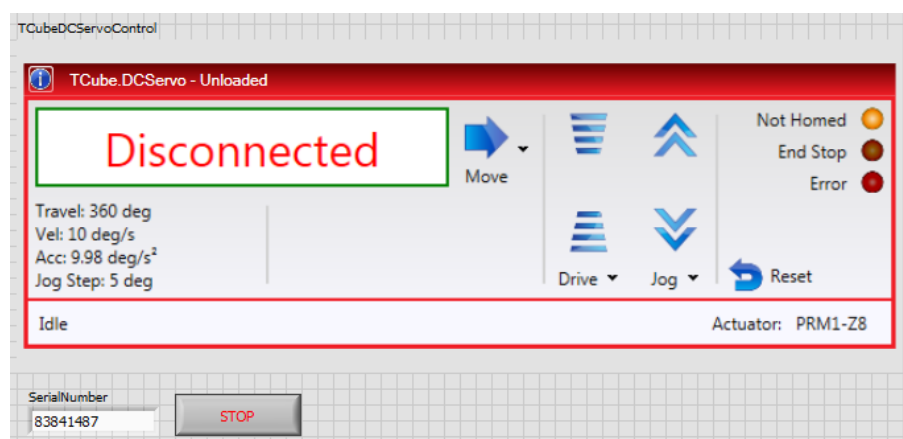 TCubeDCServoControl
TCube.DCServo - Unloaded
Disconnected
Move
Not Homed
End Stop
Error
Travel: 360 deg
Vel: 10 deg/s
Acc: 9.98 deg/s²
Jog Step: 5 deg
Drive
Jog
Reset
Idle
Actuator: PRM1-Z8
SerialNumber
83841487
STOP